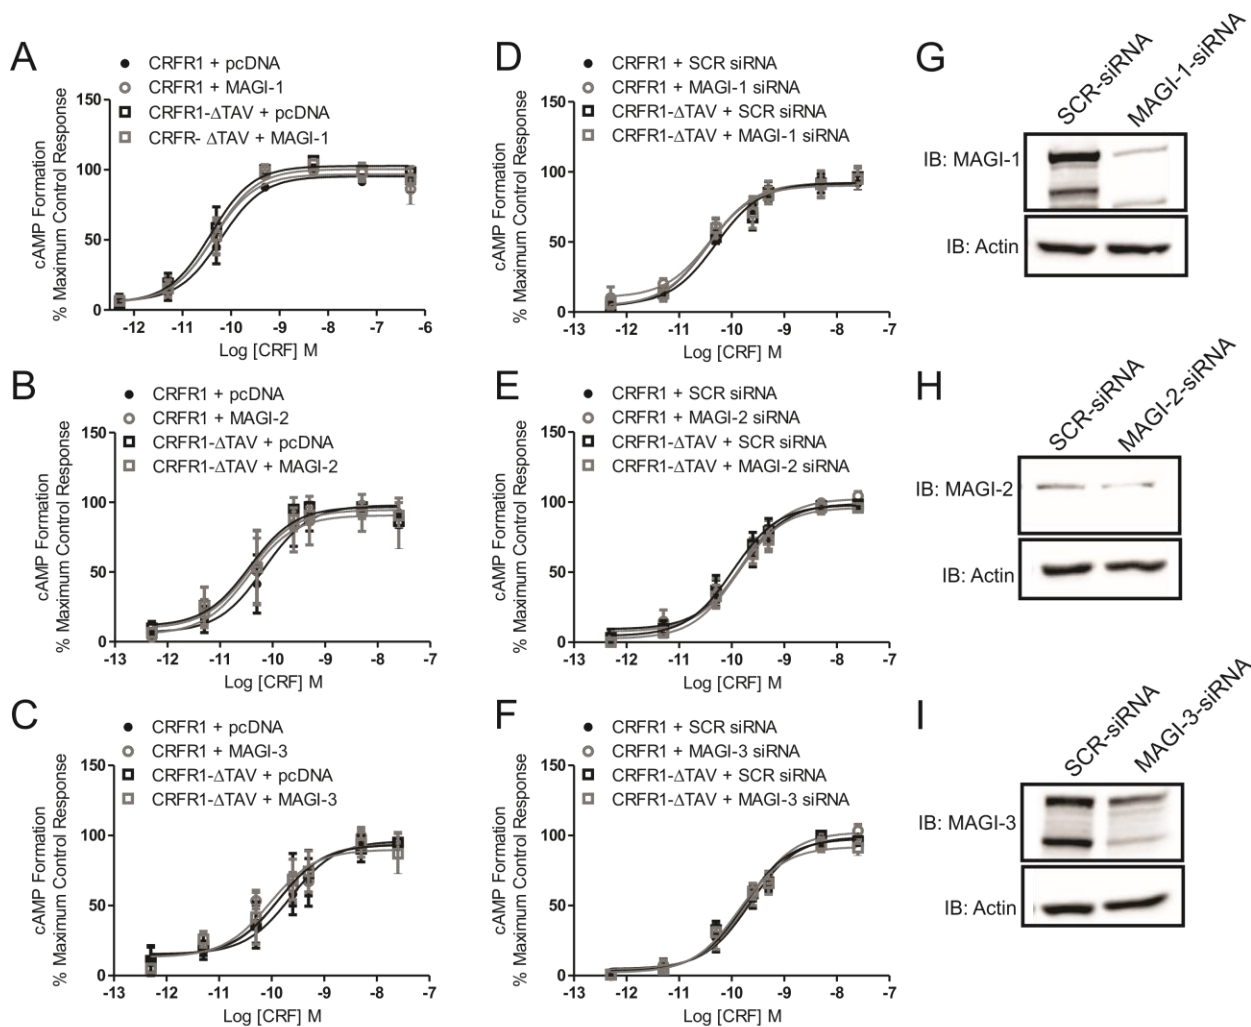 A
CRFR1 + pcDNA
CRFR1 + MAGI-1
CRFR1-ΔTAV + pcDNA
CRFR- ΔTAV + MAGI-1
cAMP Formation
% Maximum Control Response
150
100
50
0
-12 -11 -10 -9 -8 -7 -6
Log [CRF] M
B
CRFR1 + pcDNA
CRFR1 + MAGI-2
CRFR1-ΔTAV + pcDNA
CRFR1-ΔTAV + MAGI-2
cAMP Formation
% Maximum Control Response
150
100
50
0
-13 -12 -11 -10 -9 -8 -7
Log [CRF] M
C
CRFR1 + pcDNA
CRFR1 + MAGI-3
CRFR1-ΔTAV + pcDNA
CRFR1-ΔTAV + MAGI-3
cAMP Formation
% Maximum Control Response
150
100
50
0
-13 -12 -11 -10 -9 -8 -7
Log [CRF] M
D
CRFR1 + SCR siRNA
CRFR1 + MAGI-1 siRNA
CRFR1-ΔTAV + SCR siRNA
CRFR1-ΔTAV + MAGI-1 siRNA
cAMP Formation
% Maximum Control Response
150
100
50
0
-13 -12 -11 -10 -9 -8 -7
Log [CRF] M
E
CRFR1 + SCR siRNA
CRFR1 + MAGI-2 siRNA
CRFR1-ΔTAV + SCR siRNA
CRFR1-ΔTAV + MAGI-2 siRNA
cAMP Formation
% Maximum Control Response
150
100
50
0
-13 -12 -11 -10 -9 -8 -7
Log [CRF] M
F
CRFR1 + SCR siRNA
CRFR1 + MAGI-3 siRNA
CRFR1-ΔTAV + SCR siRNA
CRFR1-ΔTAV + MAGI-3 siRNA
cAMP Formation
% Maximum Control Response
150
100
50
0
-13 -12 -11 -10 -9 -8 -7
Log [CRF] M
G
SCR-siRNA
MAGI-1-siRNA
IB: MAGI-1
IB: Actin
H
SCR-siRNA
MAGI-2-siRNA
IB: MAGI-2
IB: Actin
I
SCR-siRNA
MAGI-3-siRNA
IB: MAGI-3
IB: Actin